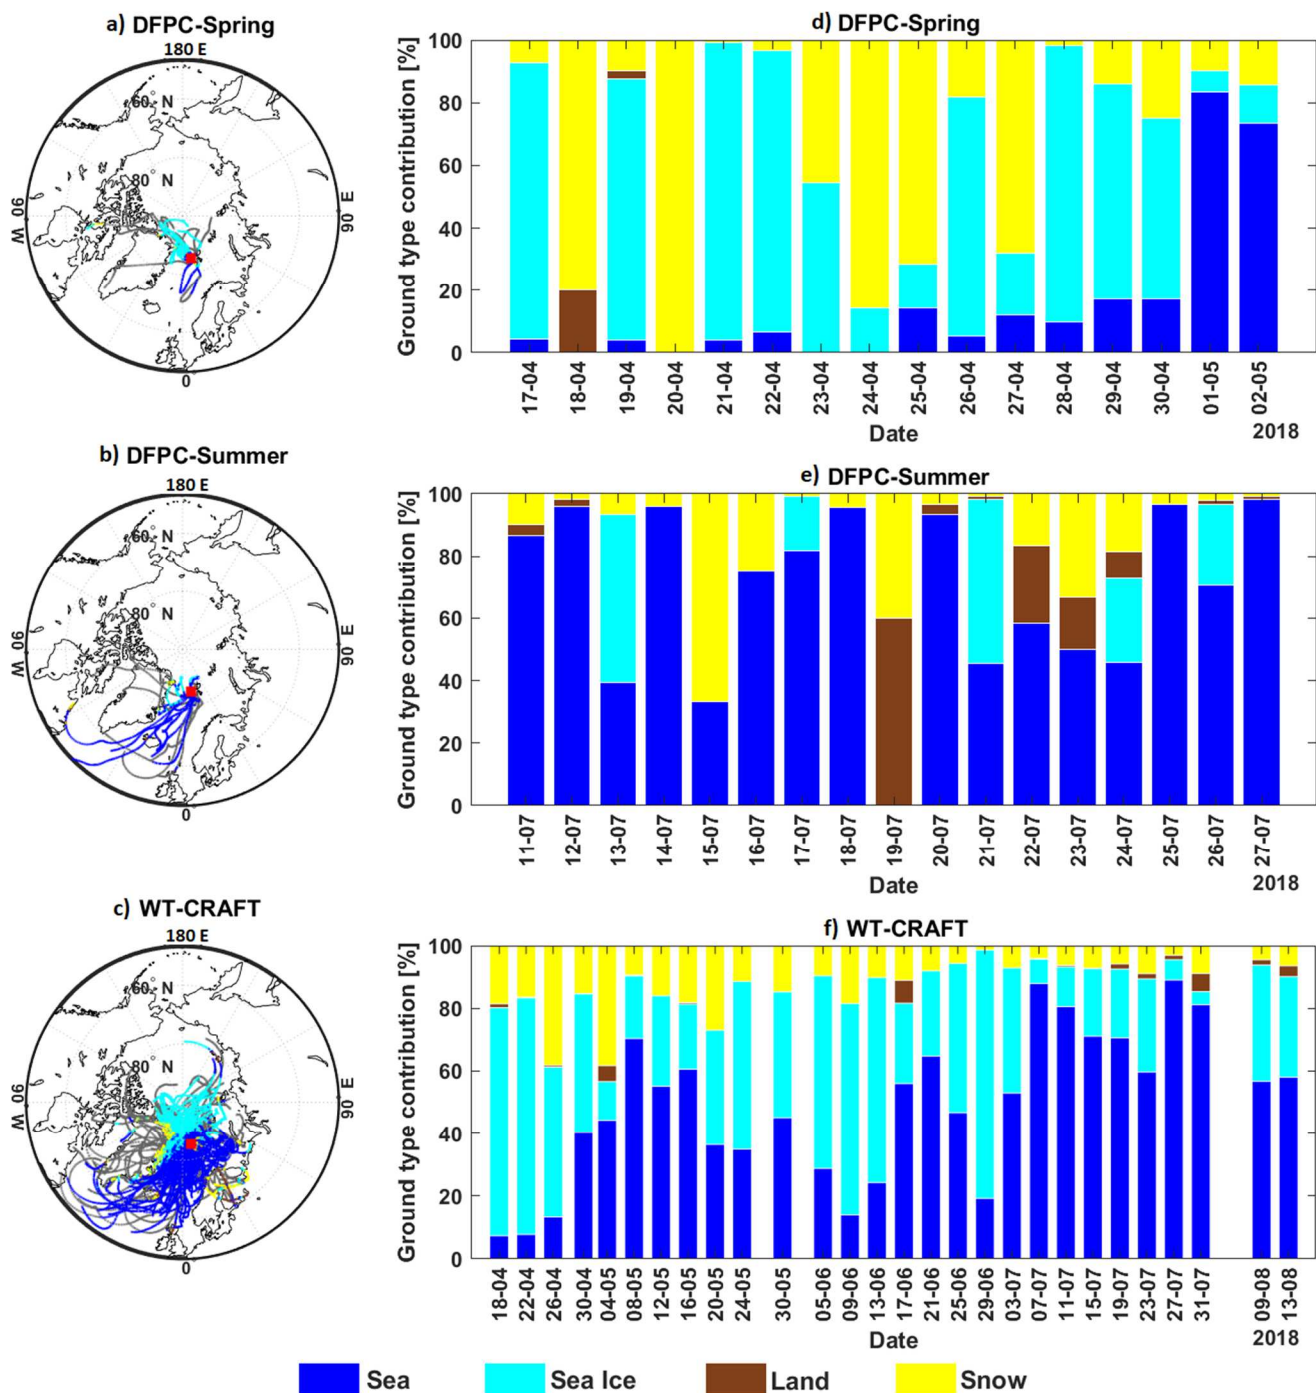 a) DFPC-Spring
180 E
60° N
80° N
90 W
90 E
0
d) DFPC-Spring
Ground type contribution [%]
100
80
60
40
20
0
17-04
18-04
19-04
20-04
21-04
22-04
23-04
24-04
25-04
26-04
27-04
28-04
29-04
30-04
01-05
02-05
Date
2018
b) DFPC-Summer
180 E
60° N
80° N
90 W
90 E
0
e) DFPC-Summer
Ground type contribution [%]
100
80
60
40
20
0
11-07
12-07
13-07
14-07
15-07
16-07
17-07
18-07
19-07
20-07
21-07
22-07
23-07
24-07
25-07
26-07
27-07
Date
2018
c) WT-CRAFT
180 E
60° N
80° N
90 W
90 E
0
f) WT-CRAFT
Ground type contribution [%]
100
80
60
40
20
0
18-04
22-04
26-04
30-04
04-05
08-05
12-05
16-05
20-05
24-05
30-05
05-06
09-06
13-06
17-06
21-06
25-06
29-06
03-07
07-07
11-07
15-07
19-07
23-07
27-07
31-07
09-08
13-08
Date
2018
Sea
Sea Ice
Land
Snow